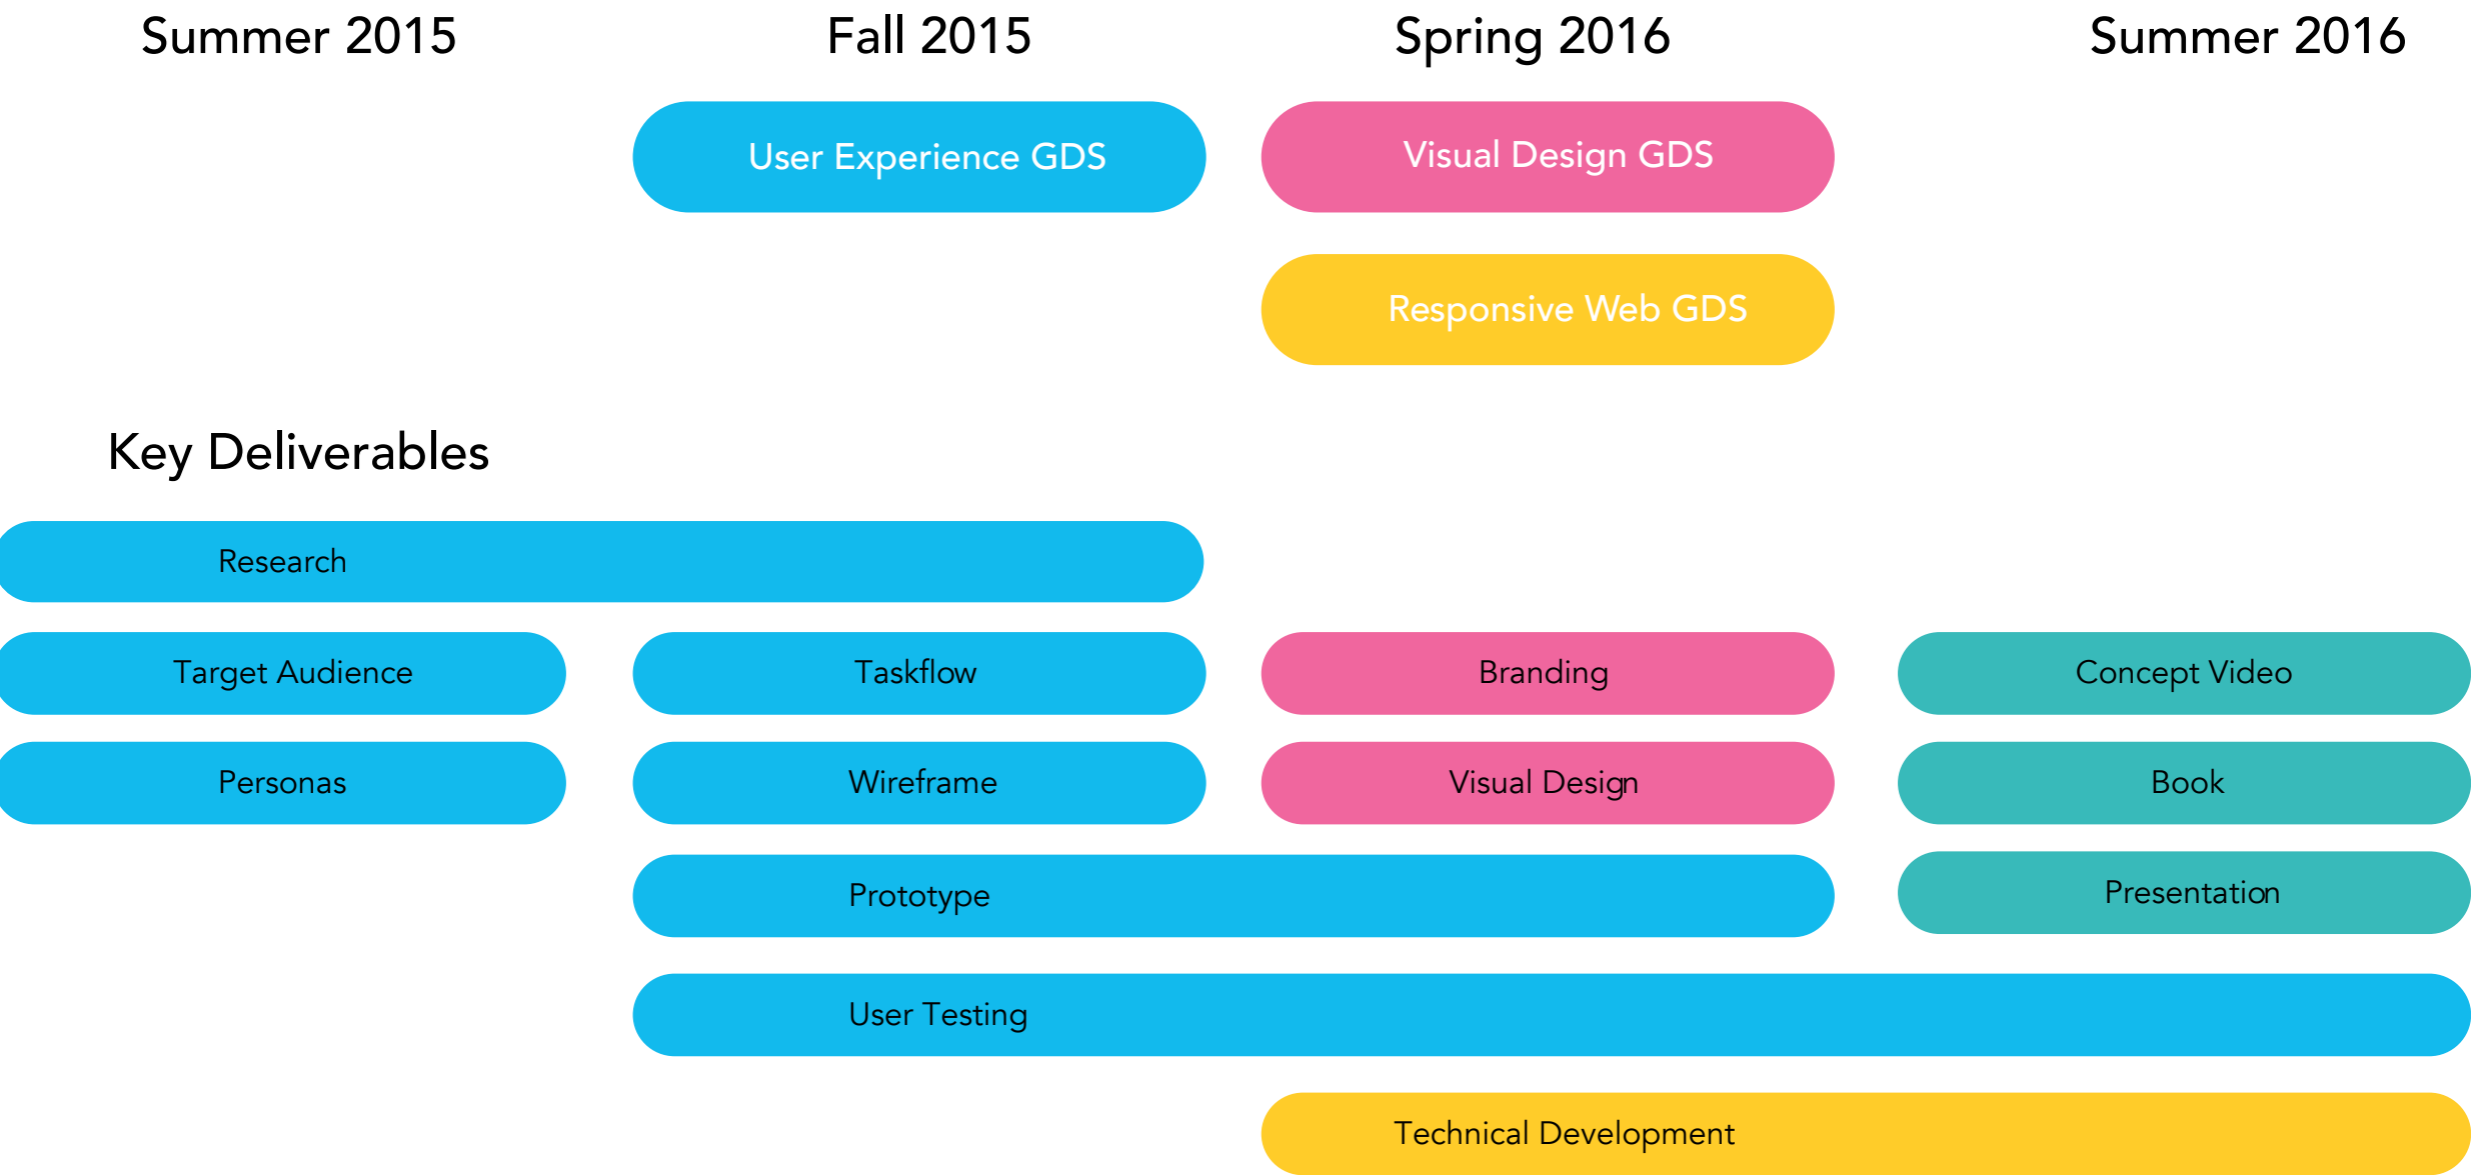 Summer 2015
Fall 2015
Spring 2016
Summer 2016
User Experience GDS
Visual Design GDS
Responsive Web GDS
Key Deliverables
Research
Target Audience
Taskflow
Branding
Concept Video
Personas
Wireframe
Visual Design
Book
Prototype
Presentation
User Testing
Technical Development